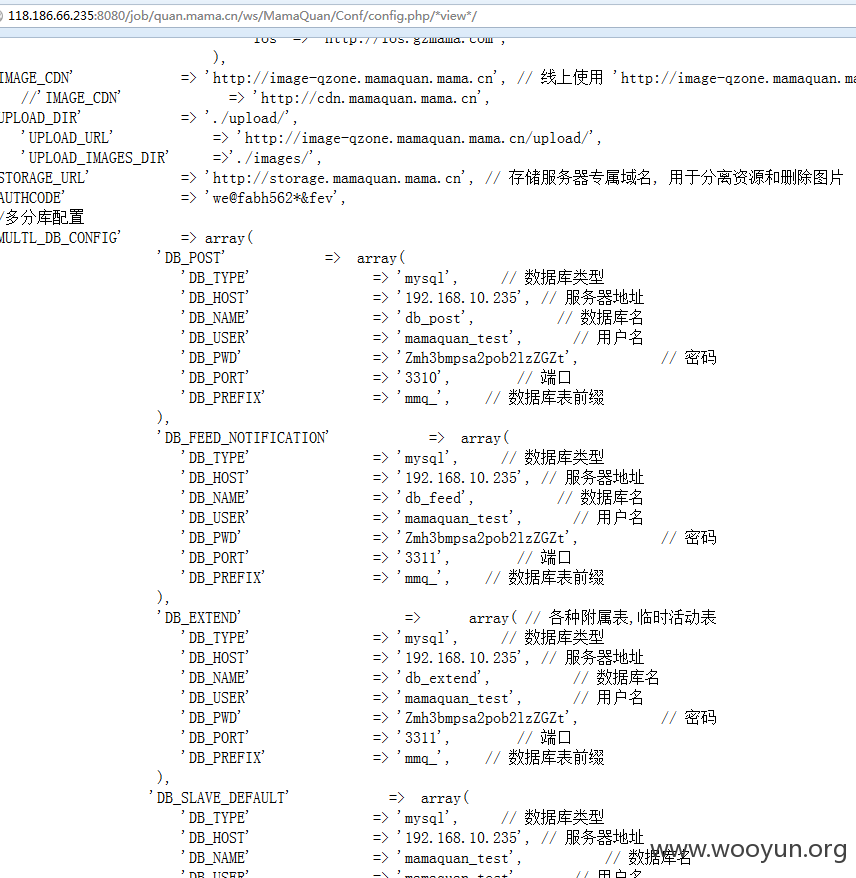 118.186.66.235:8080/job/quan.mama.cn/ws/MamaQuan/Conf/config.php/*view*/
'ios' => 'http://ios.gzmama.com',
),
IMAGE_CDN' => 'http://image-qzone.mamaquan.mama.cn', // 线上使用 'http://image-qzone.mamaquan.ma
//'IMAGE_CDN' => 'http://cdn.mamaquan.mama.cn',
UPLOAD_DIR' => './upload/',
'UPLOAD_URL' => 'http://image-qzone.mamaquan.mama.cn/upload/',
'UPLOAD_IMAGES_DIR' =>'./images/',
STORAGE_URL' => 'http://storage.mamaquan.mama.cn', // 存储服务器专属域名, 用于分离资源和删除图片
AUTHCODE' => 'we@fabh562*&fev',
/多分库配置
MULTL_DB_CONFIG' => array(
'DB_POST' => array(
'DB_TYPE' => 'mysql', // 数据库类型
'DB_HOST' => '192.168.10.235', // 服务器地址
'DB_NAME' => 'db_post', // 数据库名
'DB_USER' => 'mamaquan_test', // 用户名
'DB_PWD' => 'Zmh3bmpsa2pob2lzZGZt', // 密码
'DB_PORT' => '3310', // 端口
'DB_PREFIX' => 'mmq_', // 数据库表前缀
),
'DB_FEED_NOTIFICATION' => array(
'DB_TYPE' => 'mysql', // 数据库类型
'DB_HOST' => '192.168.10.235', // 服务器地址
'DB_NAME' => 'db_feed', // 数据库名
'DB_USER' => 'mamaquan_test', // 用户名
'DB_PWD' => 'Zmh3bmpsa2pob2lzZGZt', // 密码
'DB_PORT' => '3311', // 端口
'DB_PREFIX' => 'mmq_', // 数据库表前缀
),
'DB_EXTEND' => array( // 各种附属表,临时活动表
'DB_TYPE' => 'mysql', // 数据库类型
'DB_HOST' => '192.168.10.235', // 服务器地址
'DB_NAME' => 'db_extend', // 数据库名
'DB_USER' => 'mamaquan_test', // 用户名
'DB_PWD' => 'Zmh3bmpsa2pob2lzZGZt', // 密码
'DB_PORT' => '3311', // 端口
'DB_PREFIX' => 'mmq_', // 数据库表前缀
),
'DB_SLAVE_DEFAULT' => array(
'DB_TYPE' => 'mysql', // 数据库类型
'DB_HOST' => '192.168.10.235', // 服务器地址
www.wooyun.org
'DB_NAME' => 'mamaquan_test', // 数据库名
'DB_USER' => 'mamaquan_test', // 用户名